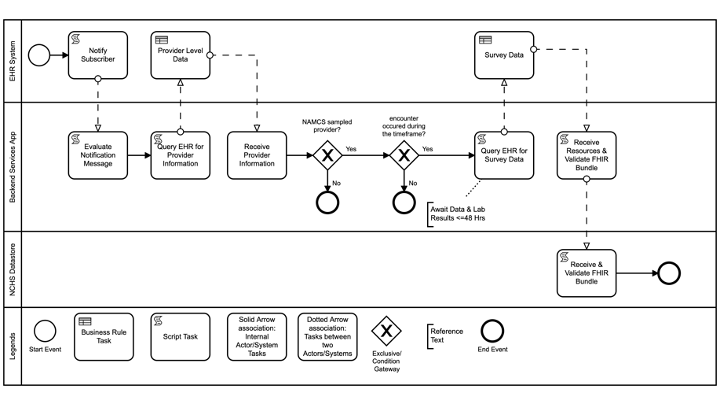 EHR System
Notify
Subscriber
Provider Level
Data
Survey Data
Backend Services App
Evaluate
Notification
Message
Query EHR for
Provider
Information
Receive
Provider
Information
NAMCS sampled
provider?
Yes
No
encounter
occured during
the timeframe?
Yes
No
Query EHR for
Survey Data
Await Data & Lab
Results <=48 Hrs
Receive
Resources &
Validate FHIR
Bundle
NCHS Datastore
Receive &
Validate FHIR
Bundle
Legends
Start Event
Business Rule
Task
Script Task
Solid Arrow
association:
Internal
Actor/System
Tasks
Dotted Arrow
association:
Tasks between
two
Actors/Systems
Exclusive/
Condition
Gateway
Reference
Text
End Event